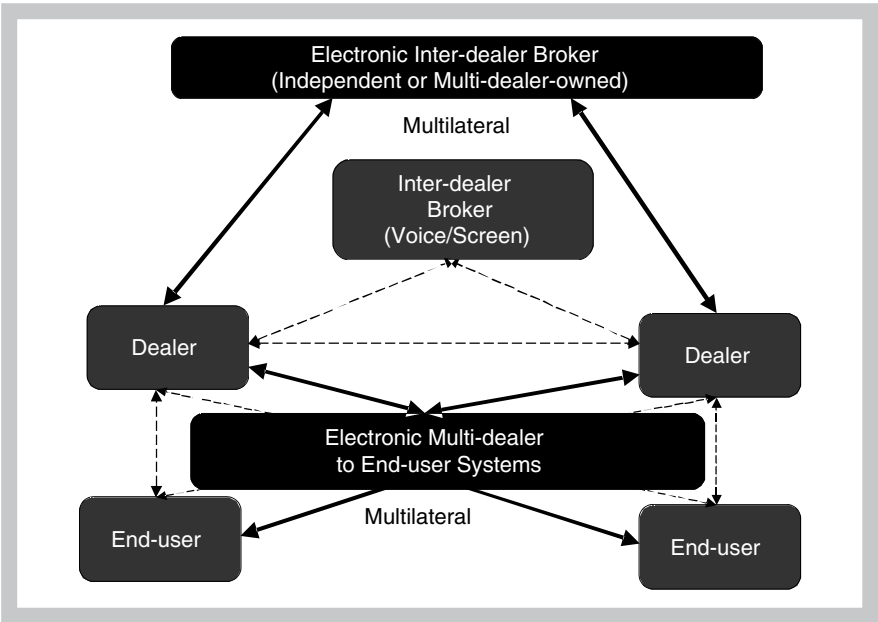 Electronic Inter-dealer Broker
(Independent or Multi-dealer-owned)
Multilateral
Inter-dealer
Broker
(Voice/Screen)
Dealer
Dealer
Electronic Multi-dealer
to End-user Systems
Multilateral
End-user
End-user